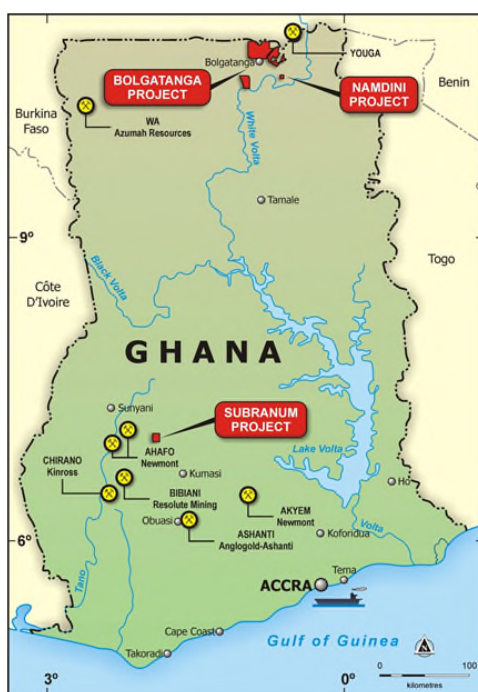 YOUGA
Bolgatanga
BOLGATANGA
PROJECT
NAMDINI
PROJECT
Benin
Burkina
Faso
WA
Azumah Resources
White Volta
Tamale
9°
Togo
Black Volta
Côte
D'Ivoire
GHANA
Sunyani
SUBRANUM
PROJECT
AHAFO
Newmont
Lake Volta
CHIRANO
Kinross
Kumasi
Ho
BIBIANI
Resolute Mining
AKYEM
Newmont
Obuasi
ASHANTI
Anglogold-Ashanti
Koforidua
Volta
6°
Tano
Tema
ACCRA
Cape Coast
Gulf of Guinea
Takoradi
0
100
kilometres
3°
0°